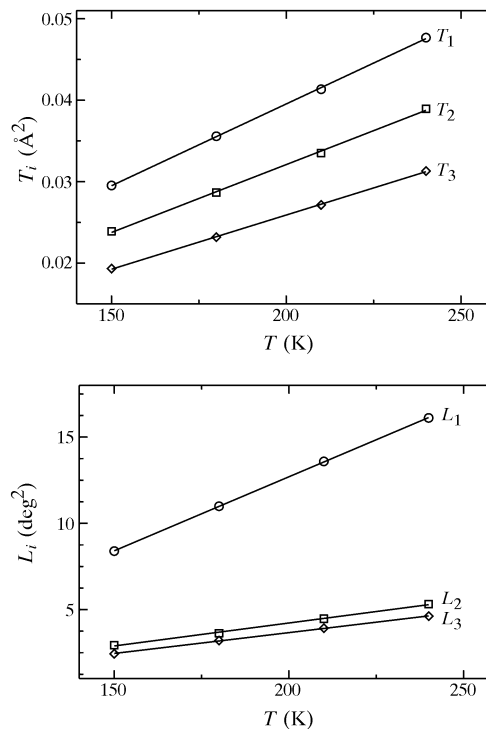 0.05
T₁
0.04
T₂
Tᵢ (Å²)
0.03
T₃
0.02
150
200
250
T (K)
15
L₁
Lᵢ (deg²)
10
5
L₂
L₃
150
200
250
T (K)